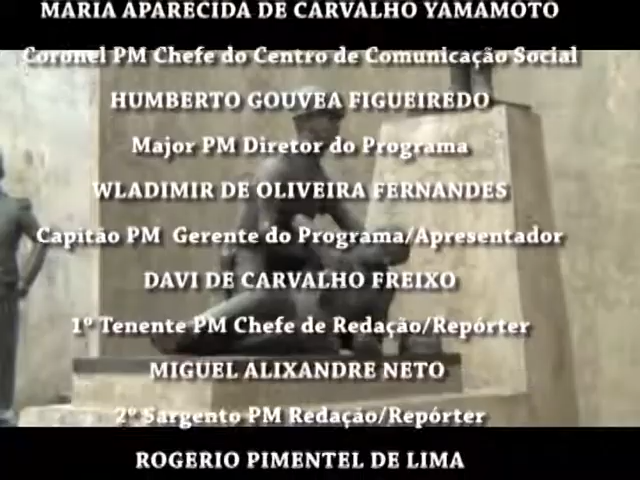 MARIA APARECIDA DE CARVALHO YAMAMOTO
Coronel PM Chefe do Centro de Comunicação Social
HUMBERTO GOUVEA FIGUEIREDO
Major PM Diretor do Programa
WLADIMIR DE OLIVEIRA FERNANDES
Capitão PM Gerente do Programa/Apresentador
DAVI DE CARVALHO FREIXO
1º Tenente PM Chefe de Redação/Repórter
MIGUEL ALIXANDRE NETO
2º Sargento PM Redação/Repórter
ROGERIO PIMENTEL DE LIMA